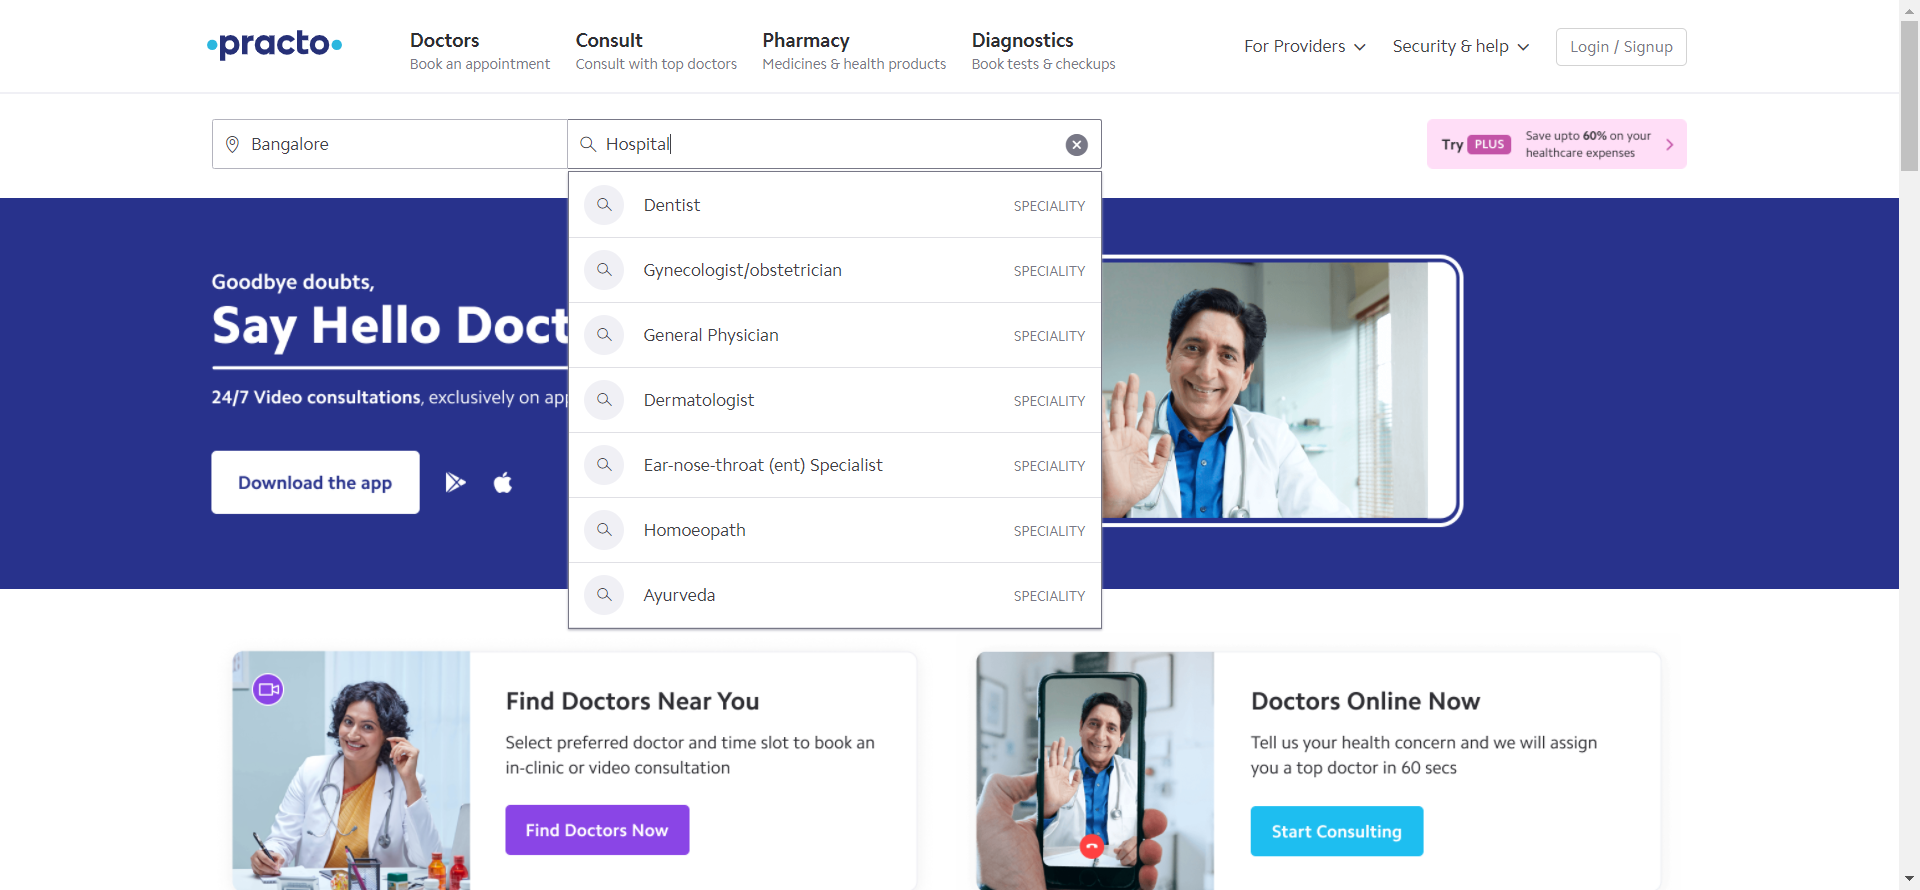 practo
Doctors
Book an appointment
Consult
Consult with top doctors
Pharmacy
Medicines & health products
Diagnostics
Book tests & checkups
For Providers
Security & help
Login / Signup
Bangalore
Hospital
Try PLUS
Save upto 60% on your
healthcare expenses
Dentist SPECIALITY
Gynecologist/obstetrician SPECIALITY
General Physician SPECIALITY
Dermatologist SPECIALITY
Ear-nose-throat (ent) Specialist SPECIALITY
Homoeopath SPECIALITY
Ayurveda SPECIALITY
Goodbye doubts,
Say Hello Doct
24/7 Video consultations, exclusively on app
Download the app
Find Doctors Near You
Select preferred doctor and time slot to book an
in-clinic or video consultation
Find Doctors Now
Doctors Online Now
Tell us your health concern and we will assign
you a top doctor in 60 secs
Start Consulting